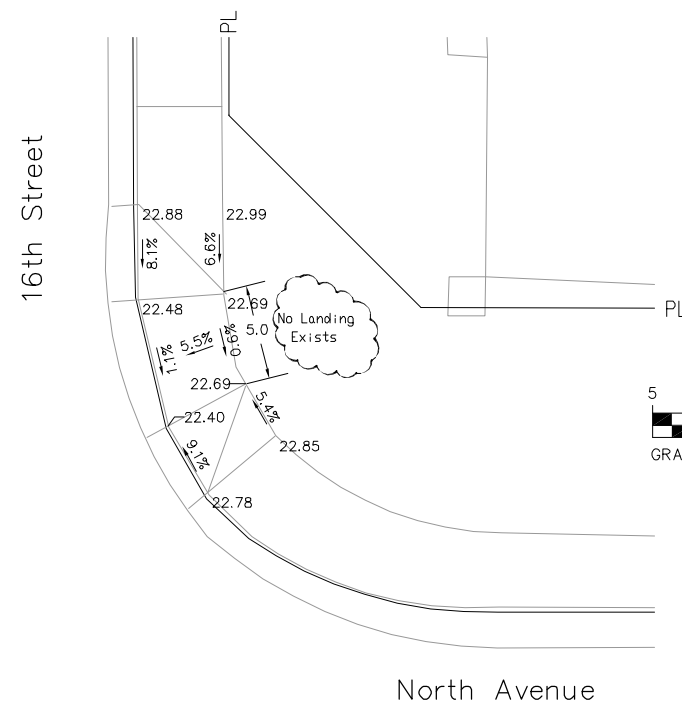 PL
16th Street
22.88
22.99
8.1%
6.6%
22.48
22.69
No Landing
Exists
5.0
1.1%
5.5%
0.6%
22.69
22.40
5.4%
9.1%
22.85
22.78
PL
5
GRA
North Avenue